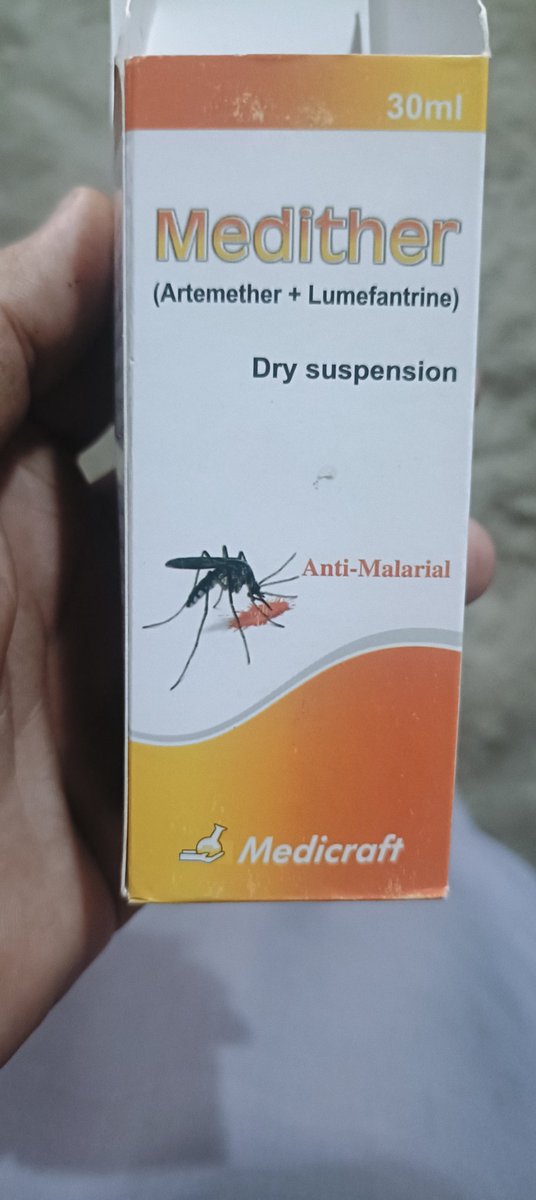 30ml
Medither
(Artemether + Lumefantrine)
Dry suspension
Anti-Malarial
Medicraft